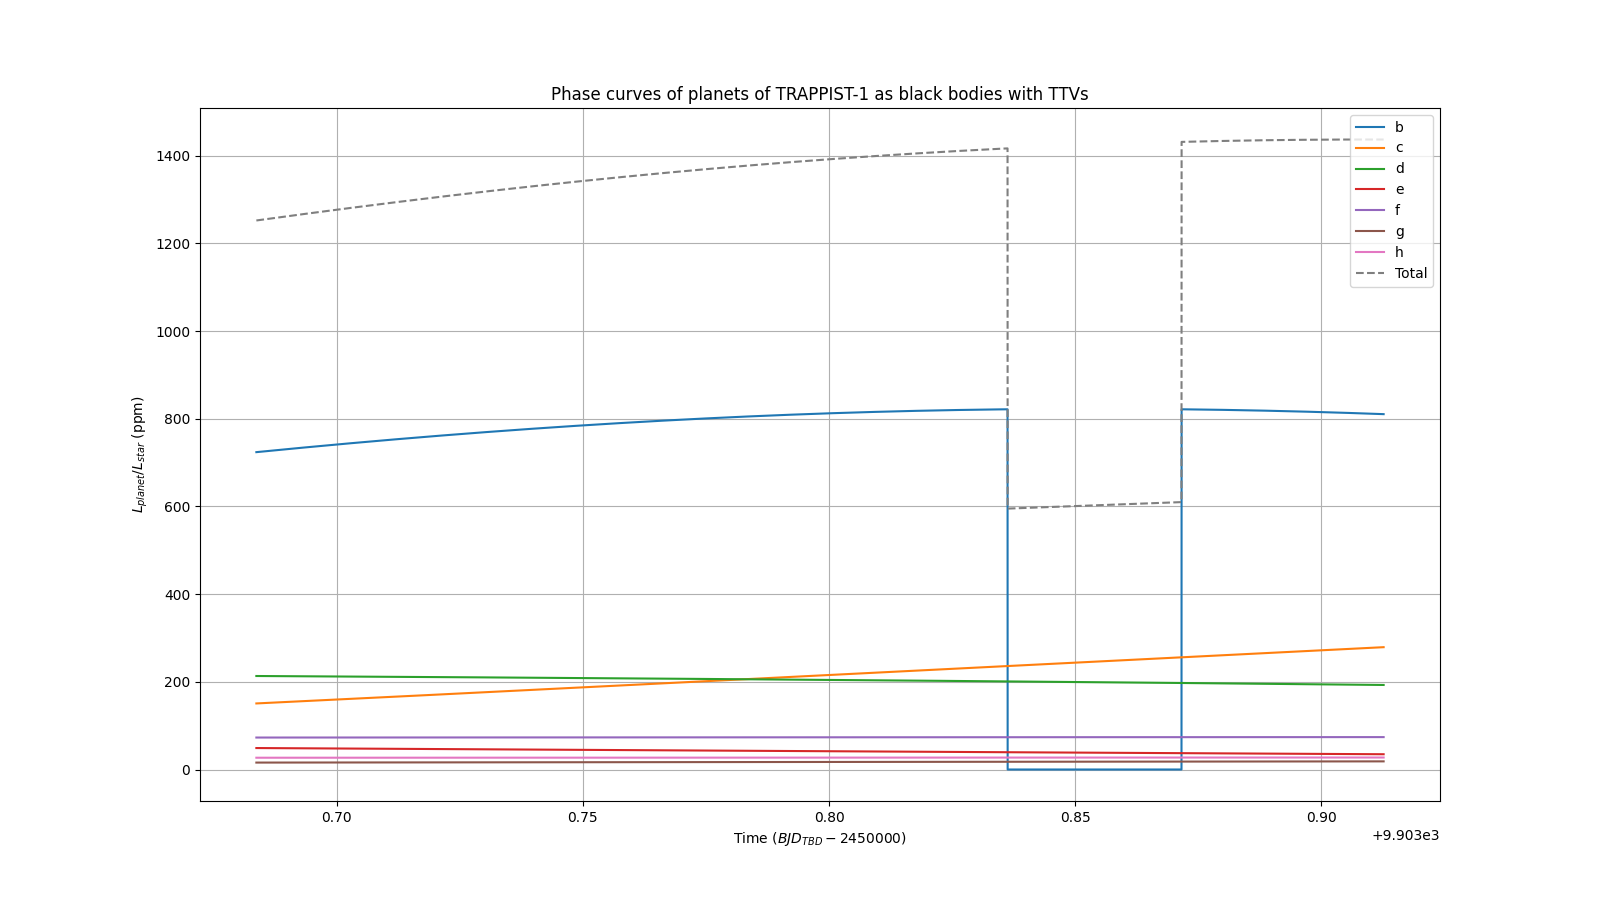 Phase curves of planets of TRAPPIST-1 as black bodies with TTVs
b
c
d
e
f
g
h
Total
1400
1200
1000
800
600
400
200
0
L_planet/L_star (ppm)
0.70 0.75 0.80 0.85 0.90
+9.903e3
Time (BJD_TBD − 2450000)